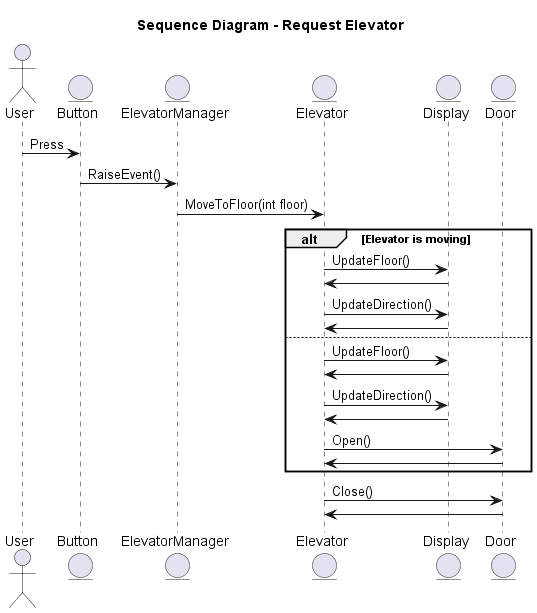 Sequence Diagram - Request Elevator
User Button ElevatorManager Elevator Display Door
Press
RaiseEvent()
MoveToFloor(int floor)
alt [Elevator is moving]
UpdateFloor()
UpdateDirection()
UpdateFloor()
UpdateDirection()
Open()
Close()
User Button ElevatorManager Elevator Display Door